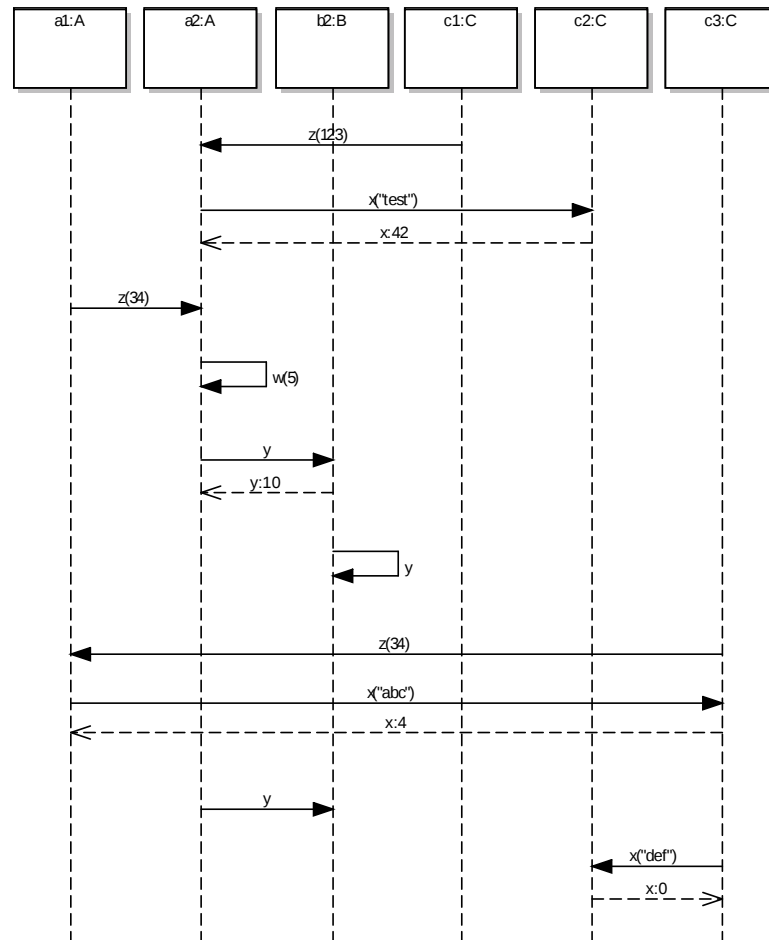 a1:A
a2:A
b2:B
c1:C
c2:C
c3:C
z(123)
x("test")
x:42
z(34)
w(5)
y
y:10
y
z(34)
x("abc")
x:4
y
x("def")
x:0